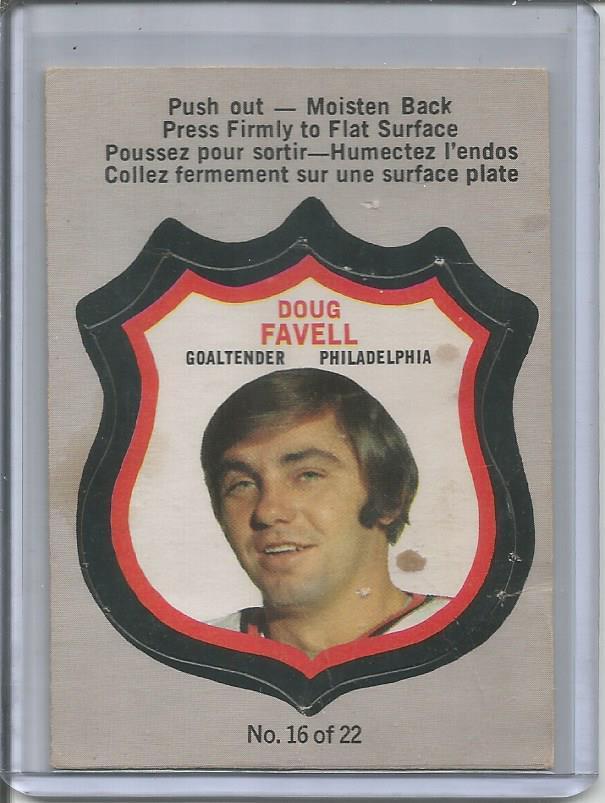 Push out — Moisten Back
Press Firmly to Flat Surface
Poussez pour sortir—Humectez l'endos
Collez fermement sur une surface plate
DOUG
FAVELL
GOALTENDER PHILADELPHIA
No. 16 of 22